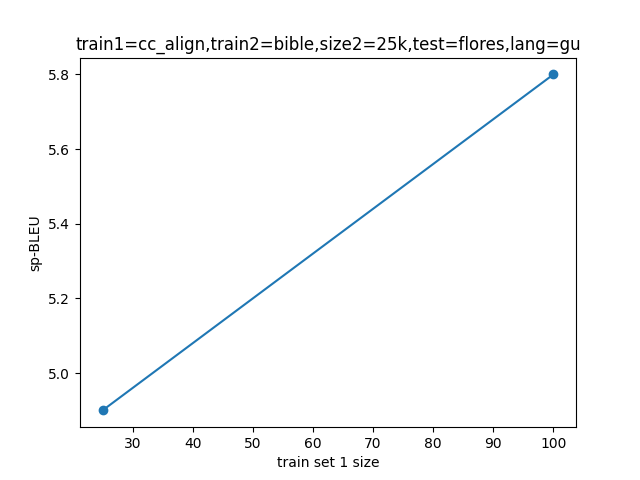 train1=cc_align,train2=bible,size2=25k,test=flores,lang=gu
5.8
5.6
5.4
5.2
5.0
sp-BLEU
30 40 50 60 70 80 90 100
train set 1 size